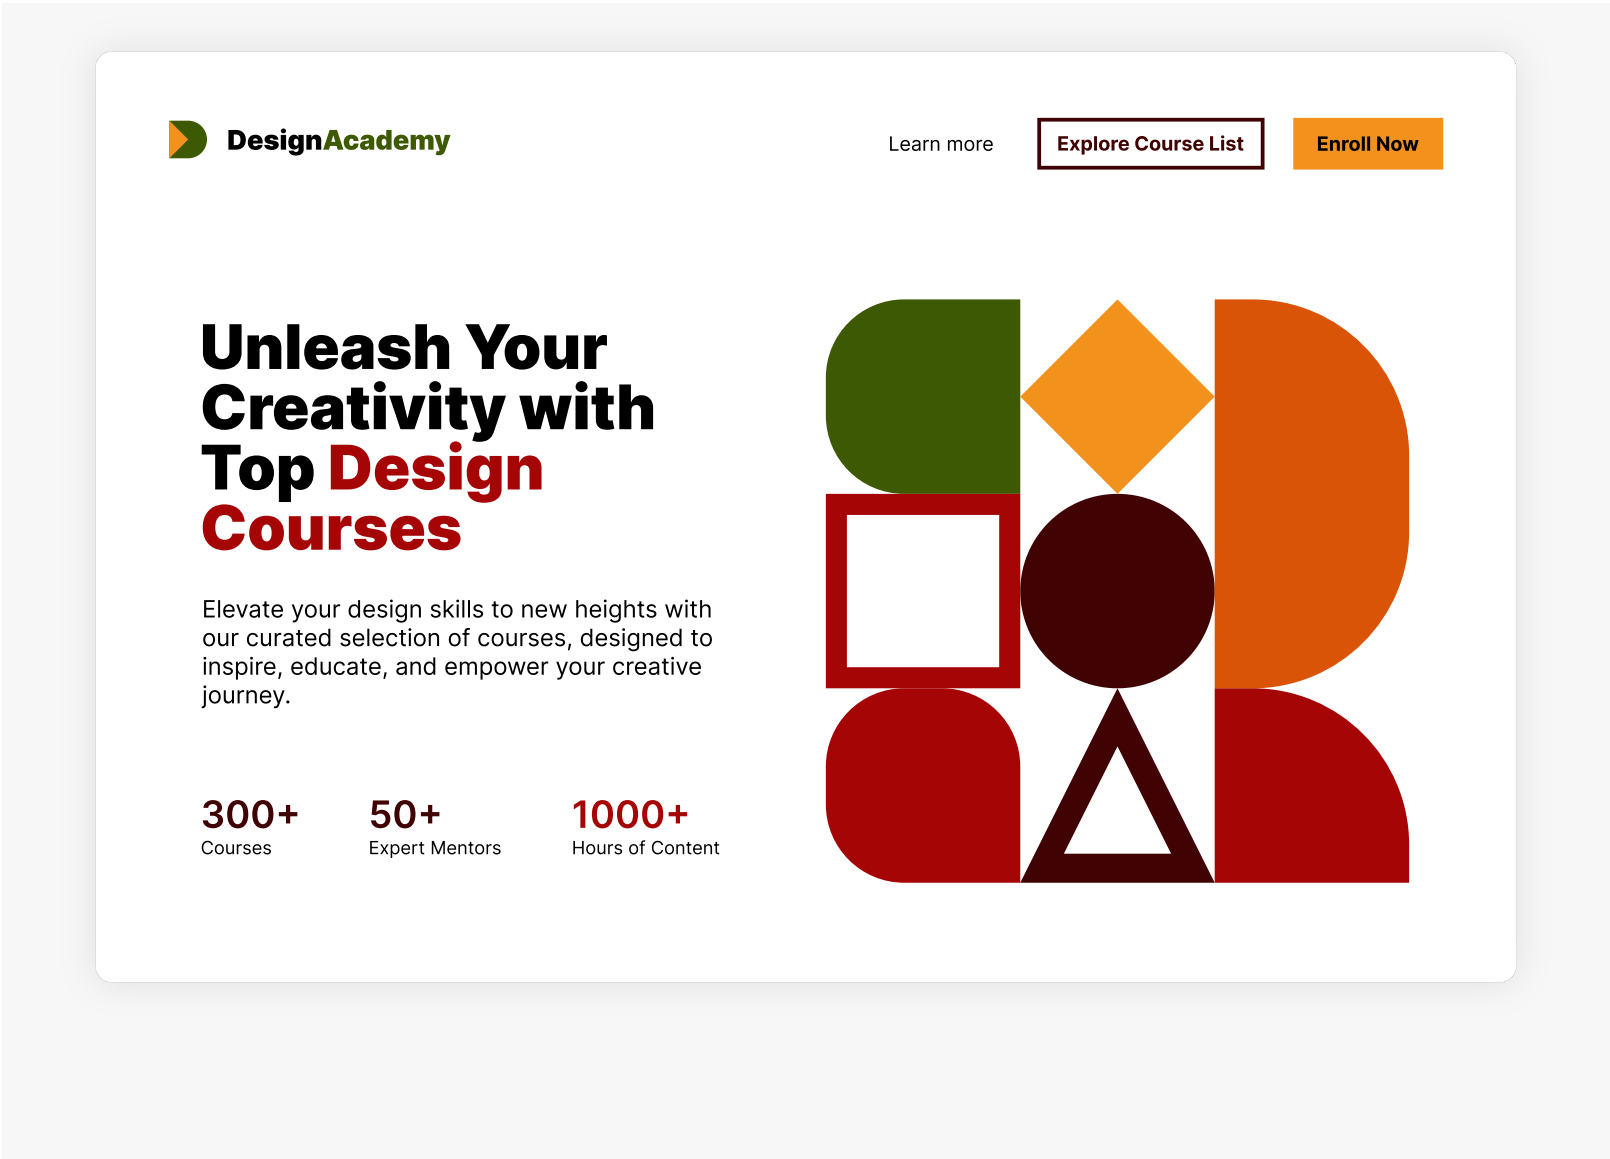 DesignAcademy
Learn more
Explore Course List
Enroll Now
Unleash Your
Creativity with
Top Design
Courses
Elevate your design skills to new heights with
our curated selection of courses, designed to
inspire, educate, and empower your creative
journey.
300+
Courses
50+
Expert Mentors
1000+
Hours of Content